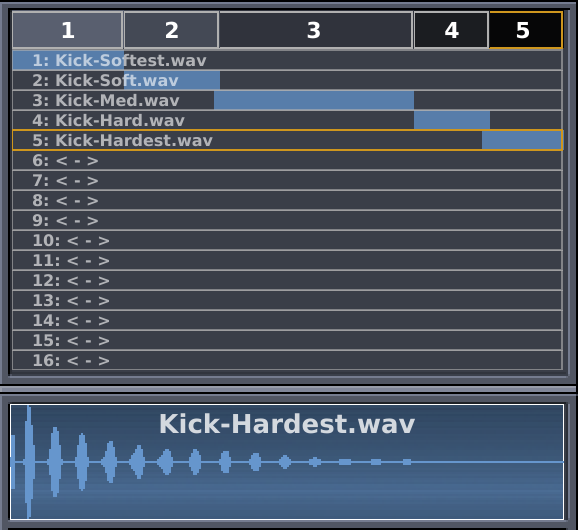 1 2 3 4 5
1: Kick-Softest.wav
2: Kick-Soft.wav
3: Kick-Med.wav
4: Kick-Hard.wav
5: Kick-Hardest.wav
6: < - >
7: < - >
8: < - >
9: < - >
10: < - >
11: < - >
12: < - >
13: < - >
14: < - >
15: < - >
16: < - >
Kick-Hardest.wav